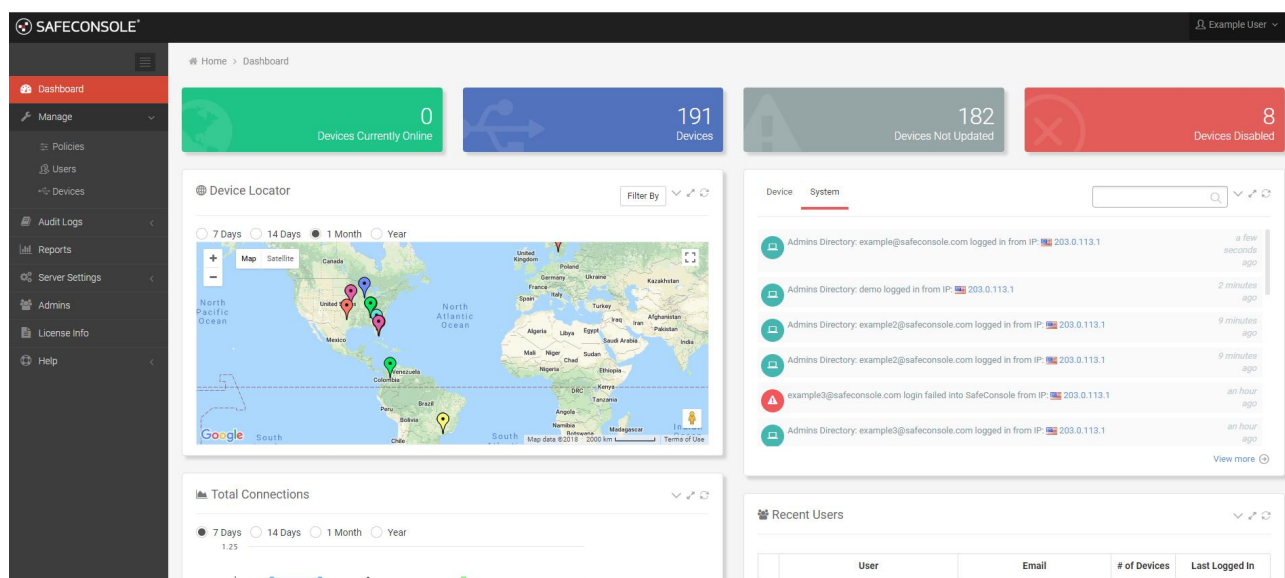 SAFECONSOLE®
Example User
Home > Dashboard
Dashboard
Manage
Policies
Users
Devices
Audit Logs
Reports
Server Settings
Admins
License Info
Help
0
Devices Currently Online
191
Devices
182
Devices Not Updated
8
Devices Disabled
Device Locator
Filter By
7 Days 14 Days 1 Month Year
+
−
Map Satellite
Canada
United Kingdom
Poland
Germany Ukraine
Kazakhstan
France
Italy
Spain
Turkey
North Pacific Ocean
North Atlantic Ocean
Mexico
Iraq
Iran
Afghanistan
Pakistan
Algeria Libya Egypt
Saudi Arabia
India
Mali Niger
Chad
Sudan
Nigeria
Ethiopia
Venezuela
Colombia
DRC
Kenya
Tanzania
Brazil
Peru
Angola
Bolivia
Namibia
Botswana
Madagascar
Chile
Google
South
South
Map data ©2018 2000 km Terms of Use
Device System
Admins Directory: example@safeconsole.com logged in from IP: 203.0.113.1
a few seconds ago
Admins Directory: demo logged in from IP: 203.0.113.1
2 minutes ago
Admins Directory: example2@safeconsole.com logged in from IP: 203.0.113.1
9 minutes ago
Admins Directory: example2@safeconsole.com logged in from IP: 203.0.113.1
9 minutes ago
example3@safeconsole.com login failed into SafeConsole from IP: 203.0.113.1
an hour ago
Admins Directory: example3@safeconsole.com logged in from IP: 203.0.113.1
an hour ago
View more
Total Connections
7 Days 14 Days 1 Month Year
1.25
Recent Users
User Email # of Devices Last Logged In